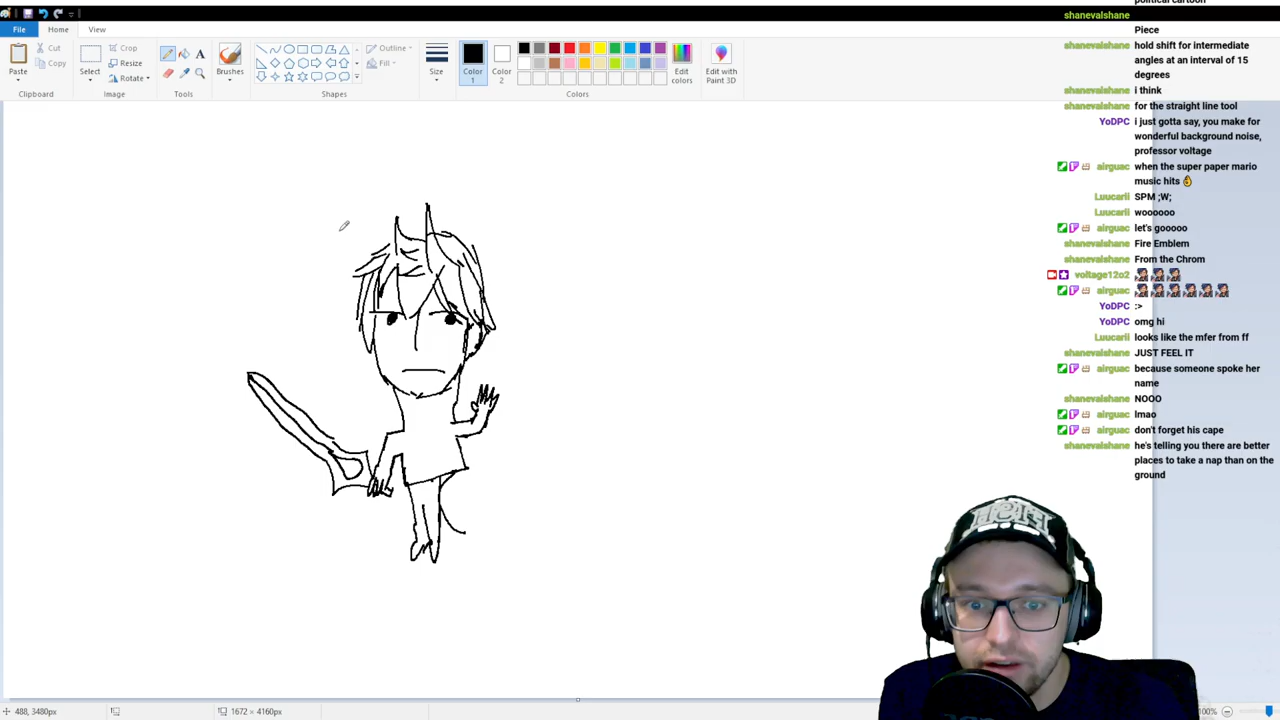 political cartoon
shanevalshane
Piece
File Home View
shanevalshane hold shift for intermediate
angles at an interval of 15
degrees
shanevalshane i think
shanevalshane for the straight line tool
YoDPC i just gotta say, you make for
wonderful background noise,
professor voltage
airguac when the super paper mario
music hits 👌
Luucarii SPM ;W;
Luucarii woooooo
airguac let's gooooo
shanevalshane Fire Emblem
shanevalshane From the Chrom
voltage12o2
airguac
YoDPC :>
YoDPC omg hi
Luucarii looks like the mfer from ff
shanevalshane JUST FEEL IT
airguac because someone spoke her
name
shanevalshane NOOO
airguac lmao
airguac don't forget his cape
shanevalshane he's telling you there are better
places to take a nap than on the
ground
Paste
Cut
Copy
Clipboard
Select
Crop
Resize
Rotate
Image
A
Tools
Brushes
Outline
Fill
Shapes
Size
Color
1
Color
2
Edit
colors
Colors
Edit with
Paint 3D
488, 3480px
1672 × 4160px
100%